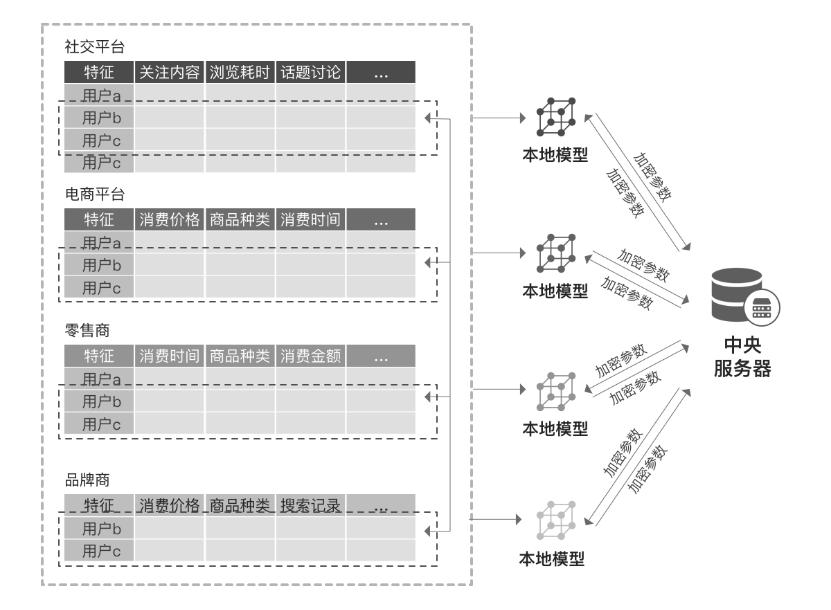 社交平台
特征 关注内容 浏览耗时 话题讨论 ...
用户a
用户b
用户c
用户c
电商平台
特征 消费价格 商品种类 消费时间 ...
用户a
用户b
用户c
零售商
特征 消费时间 商品种类 消费金额 ...
用户a
用户b
用户c
品牌商
特征 消费价格 商品种类 搜索记录 ...
用户b
用户c
本地模型
本地模型
本地模型
本地模型
加密参数
加密参数
加密参数
加密参数
加密参数
加密参数
加密参数
加密参数
中央
服务器